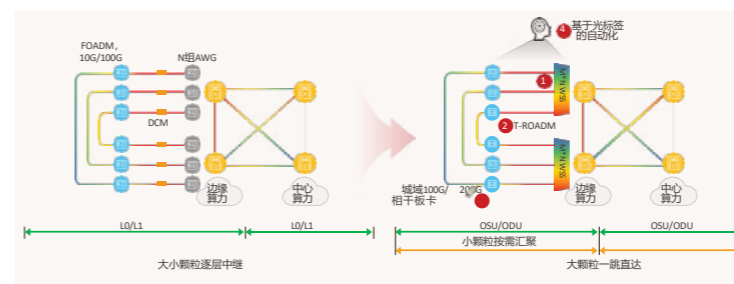 FOADM,
10G/100G
N组AWG
DCM
边缘
算力
中心
算力
L0/L1
L0/L1
大小颗粒逐层中继
4
基于光标签
的自动化
1
M*N WSS
2
T-ROADM
M*N WSS
城域100G/
200G
相干板卡
边缘
算力
中心
算力
OSU/ODU
OSU/ODU
小颗粒按需汇聚
大颗粒一跳直达